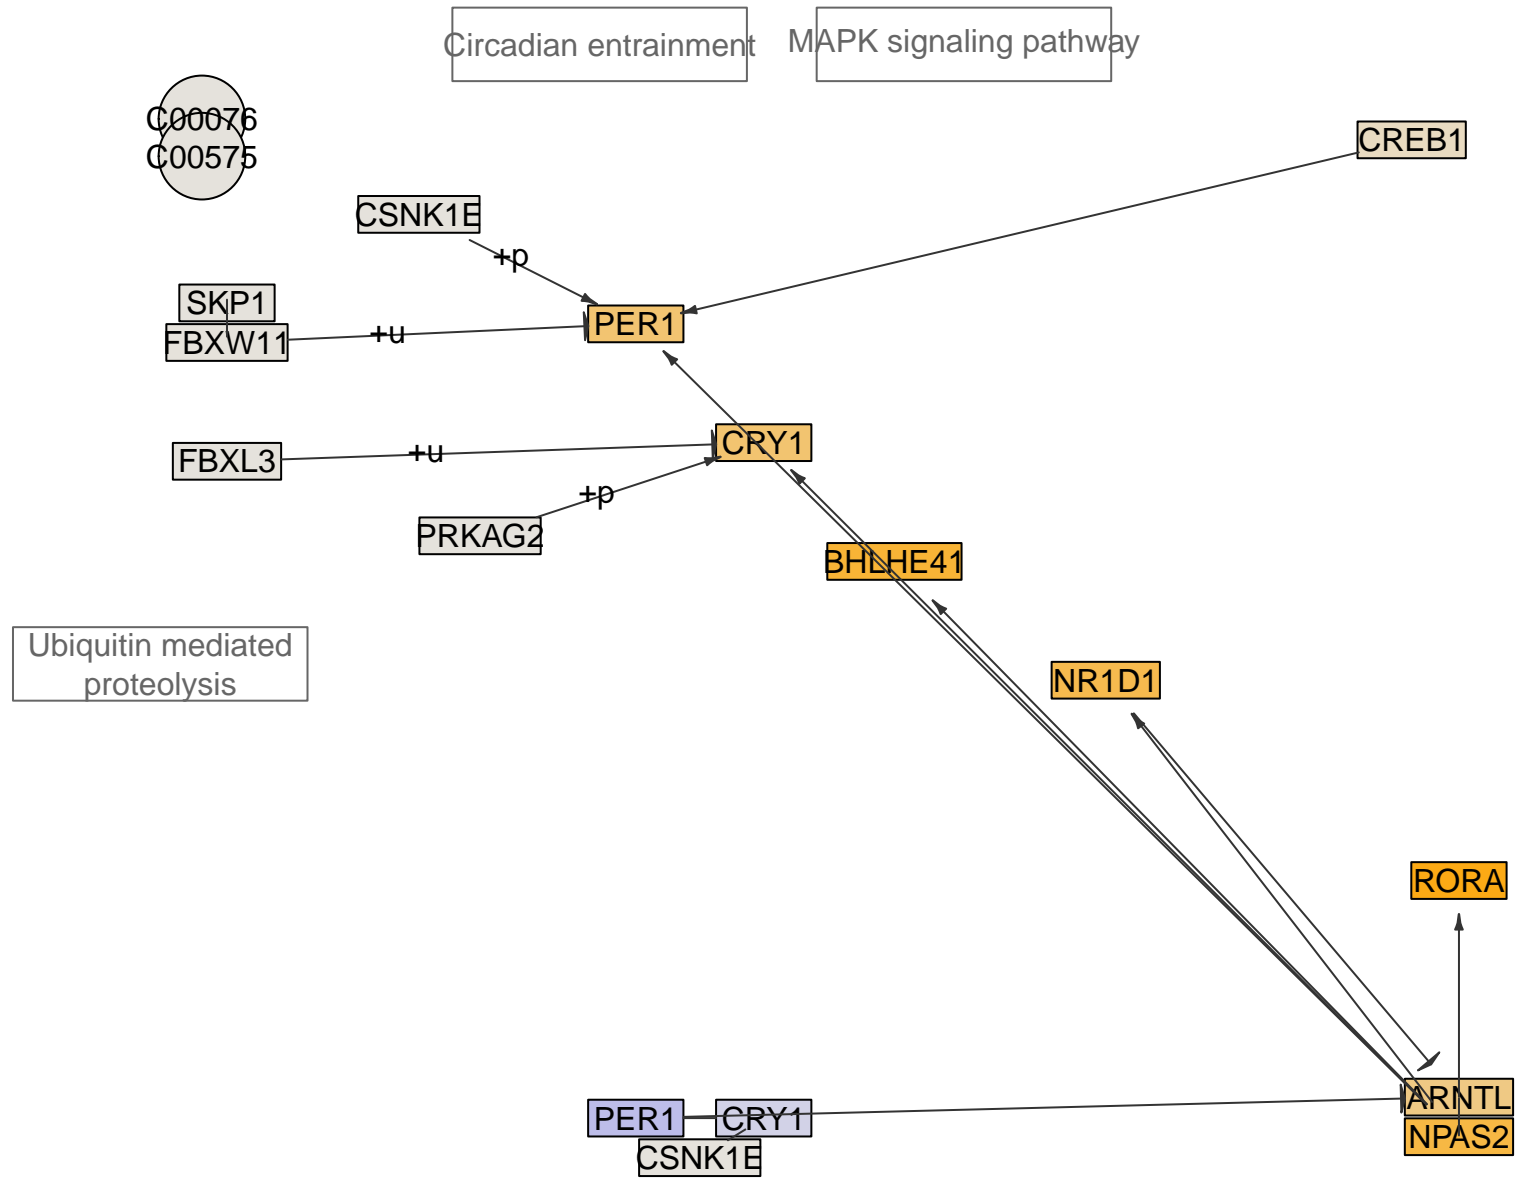 Circadian entrainment
MAPK signaling pathway
C00076
C00575
CREB1
CSNK1E
+p
SKP1
FBXW11
+u
PER1
FBXL3
+u
CRY1
+p
PRKAG2
BHLHE41
Ubiquitin mediated
proteolysis
NR1D1
RORA
PER1
CRY1
CSNK1E
ARNTL
NPAS2